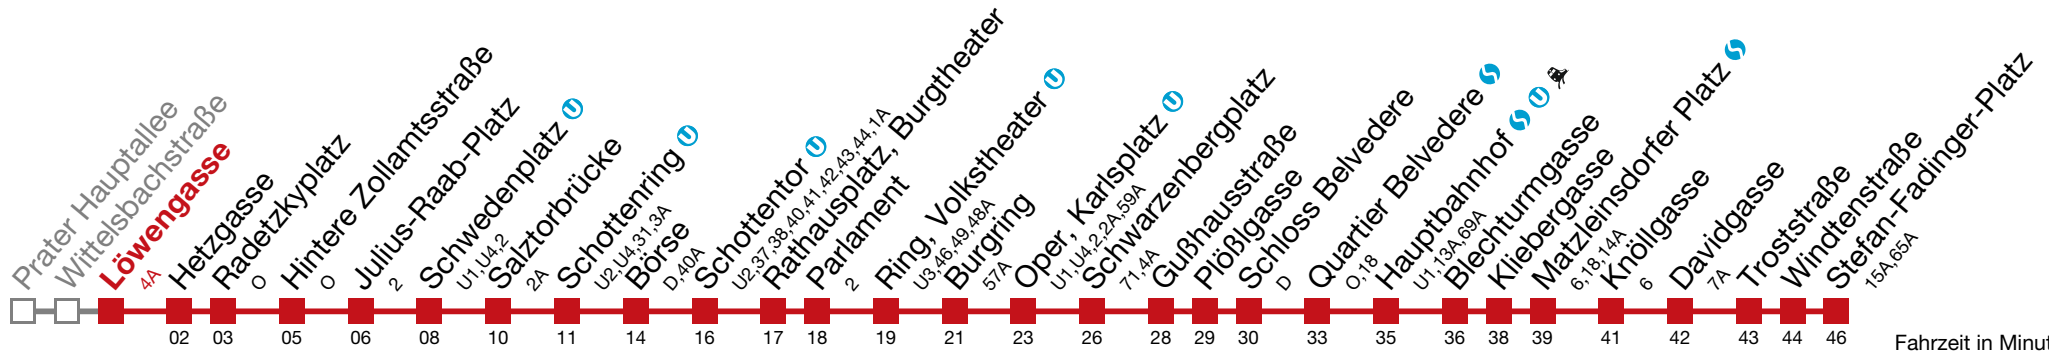 Prater Hauptallee
Wittelsbachstraße
Löwengasse
4A
Hetzgasse
Radetzkyplatz
O
Hintere Zollamtsstraße
O
Julius-Raab-Platz
2
Schwedenplatz U
U1,U4,2
Salztorbrücke
2A
Schottenring U
U2,U4,31,3A
Börse
D,40A
Schottentor U
U2,37,38,40,41,42,43,44,1A
Rathausplatz, Burgtheater
Parlament
2
Ring, Volkstheater U
U3,46,49,48A
Burgring
57A
Oper, Karlsplatz U
U1,U4,2,2A,59A
Schwarzenbergplatz
71,4A
Gußhausstraße
Plößlgasse
Schloss Belvedere
D
Quartier Belvedere S
O,18
Hauptbahnhof S U
U1,13A,69A
Blechturmgasse
Kliebergasse
Matzleinsdorfer Platz S
6,18,14A
Knöllgasse
6
Davidgasse
7A
Troststraße
Windtenstraße
Stefan-Fadinger-Platz
15A,65A
02 03 05 06 08 10 11 14 16 17 18 19 21 23 26 28 29 30 33 35 36 38 39 41 42 43 44 46
Fahrzeit in Minut